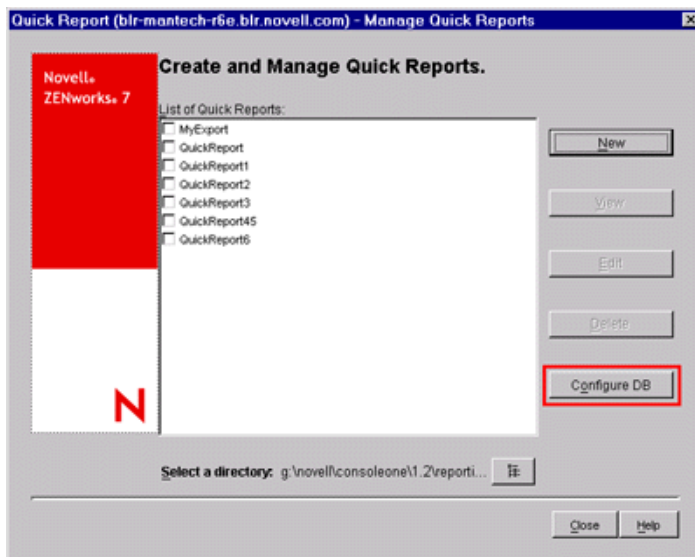 Quick Report (blr-mantech-r6e.blr.novell.com) - Manage Quick Reports
Novell®
ZENworks® 7
Create and Manage Quick Reports.
List of Quick Reports:
MyExport
QuickReport
QuickReport1
QuickReport2
QuickReport3
QuickReport45
QuickReport6
New
View
Edit
Delete
Configure DB
N
Select a directory: g:\novell\consoleone\1.2\reporti...
Close
Help